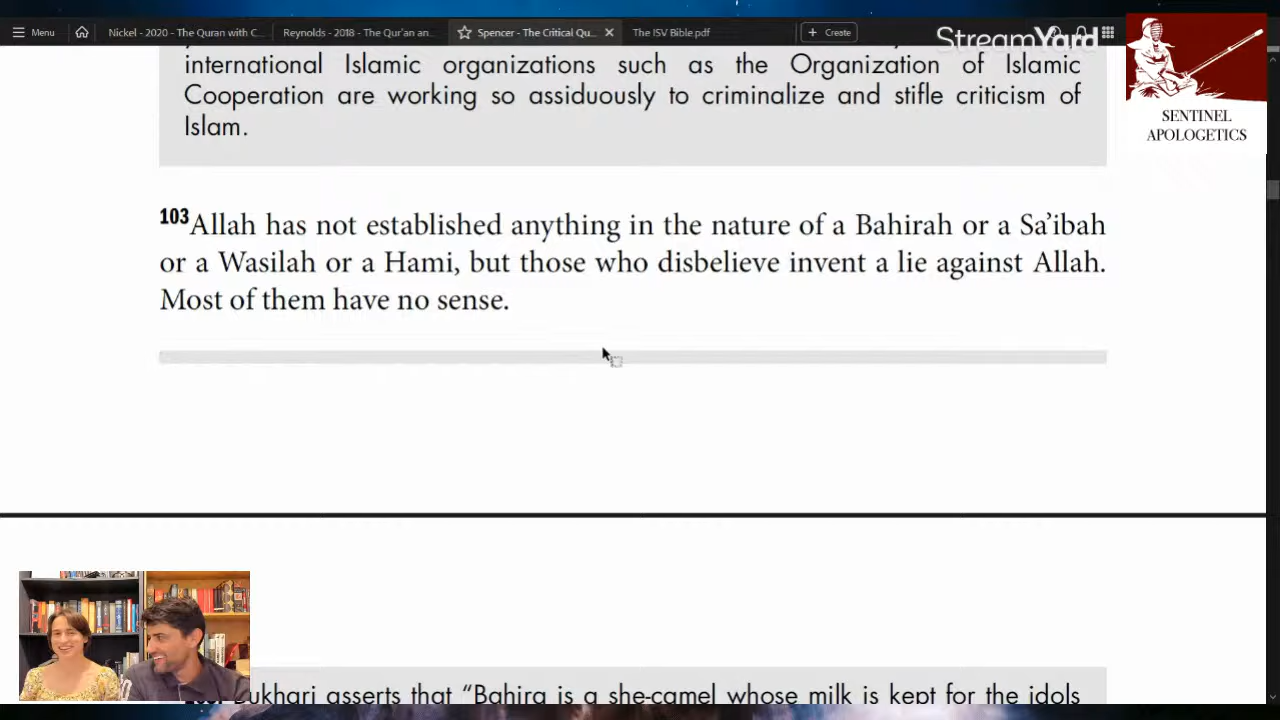 Menu
Nickel - 2020 - The Quran with C...
Reynolds - 2018 - The Qur'an an...
Spencer - The Critical Qu...
The ISV Bible.pdf
Create
StreamYard
SENTINEL
APOLOGETICS
international Islamic organizations such as the Organization of Islamic
Cooperation are working so assiduously to criminalize and stifle criticism of
Islam.
103Allah has not established anything in the nature of a Bahirah or a Sa’ibah
or a Wasilah or a Hami, but those who disbelieve invent a lie against Allah.
Most of them have no sense.
Bukhari asserts that “Bahira is a she-camel whose milk is kept for the idols